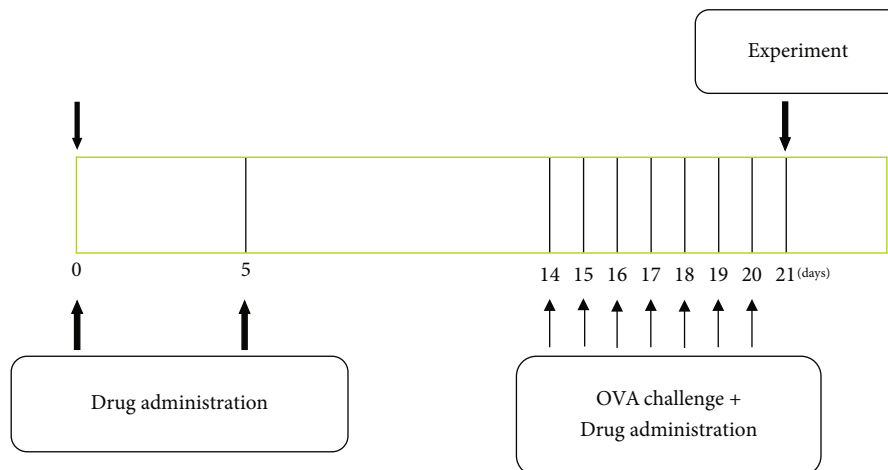 Experiment
0
5
14 15 16 17 18 19 20 21 (days)
Drug administration
OVA challenge +
Drug administration